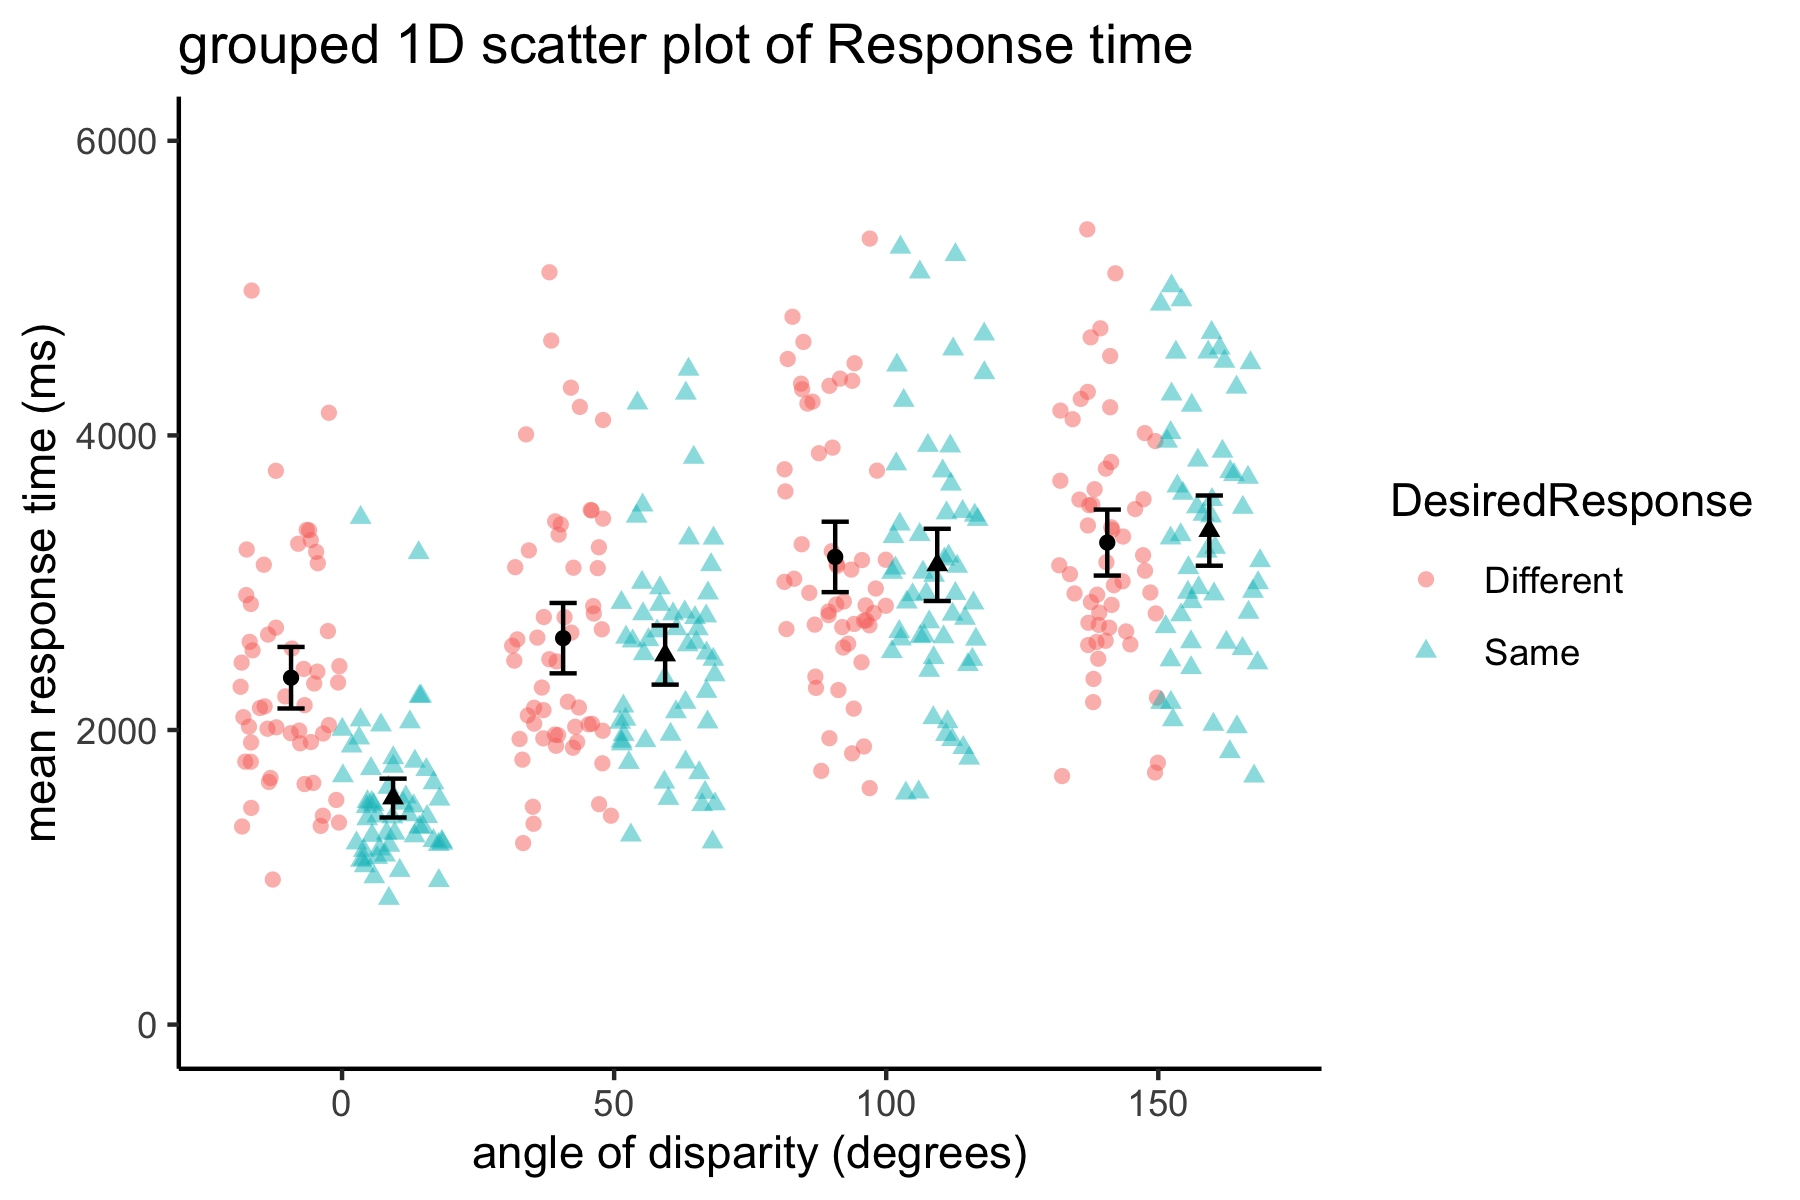 grouped 1D scatter plot of Response time
mean response time (ms)
6000
4000
2000
0
0
50
100
150
angle of disparity (degrees)
DesiredResponse
Different
Same